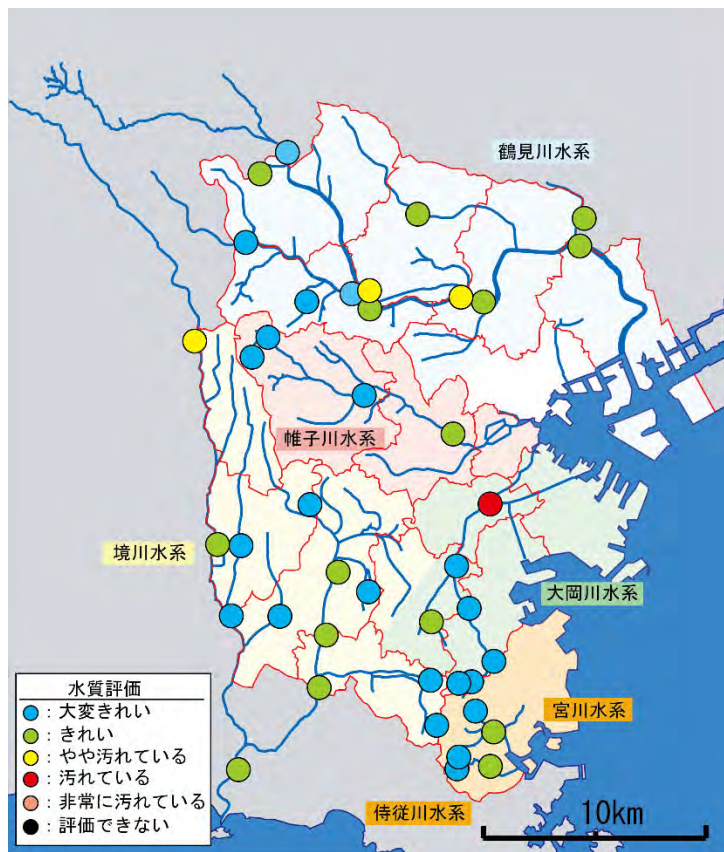 鶴見川水系
帷子川水系
境川水系
大岡川水系
宮川水系
侍従川水系
水質評価
：大変きれい
：きれい
：やや汚れている
：汚れている
：非常に汚れている
：評価できない
10km